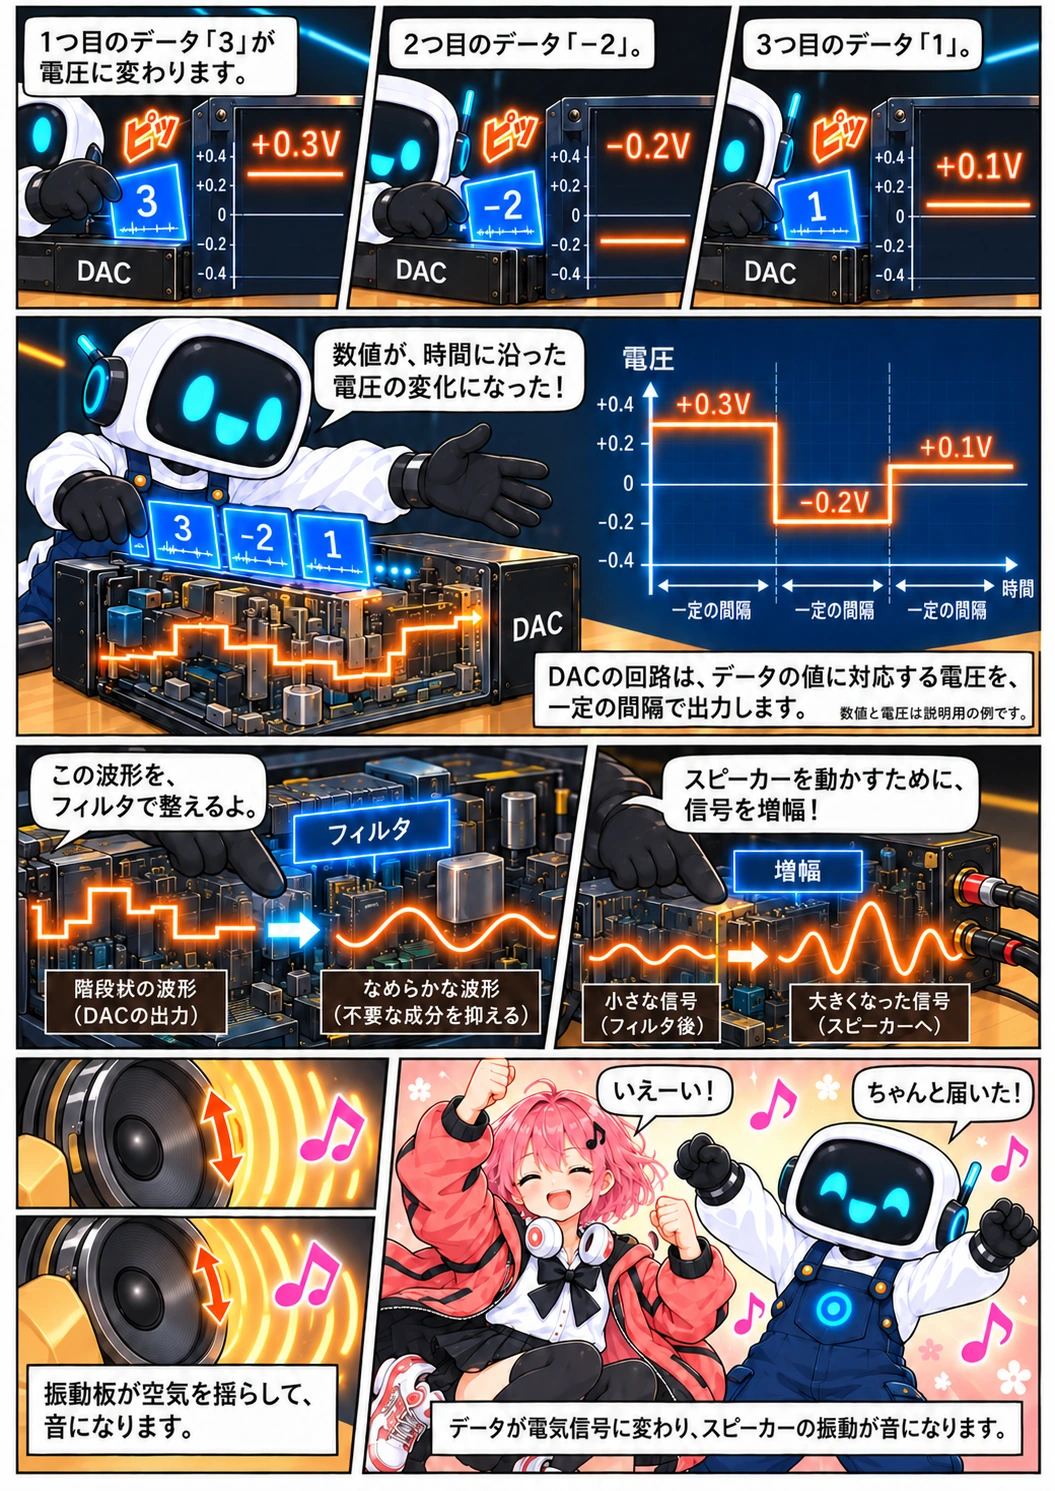 1つ目のデータ「3」が
電圧に変わります。
ピッ
3
DAC
+0.3V
+0.4
+0.2
0
-0.2
-0.4
2つ目のデータ「-2」。
ピッ
-2
DAC
-0.2V
+0.4
+0.2
0
-0.2
-0.4
3つ目のデータ「1」。
ピッ
1
DAC
+0.1V
+0.4
+0.2
0
-0.2
-0.4
数値が、時間に沿った
電圧の変化になった!
3
-2
1
DAC
電圧
+0.4
+0.2
0
-0.2
-0.4
+0.3V
-0.2V
+0.1V
時間
一定の間隔
一定の間隔
一定の間隔
DACの回路は、データの値に対応する電圧を、
一定の間隔で出力します。
数値と電圧は説明用の例です。
この波形を、
フィルタで整えるよ。
フィルタ
階段状の波形
(DACの出力)
なめらかな波形
(不要な成分を抑える)
スピーカーを動かすために、
信号を増幅!
増幅
小さな信号
(フィルタ後)
大きくなった信号
(スピーカーへ)
振動板が空気を揺らして、
音になります。
いえーい!
ちゃんと届いた!
データが電気信号に変わり、スピーカーの振動が音になります。